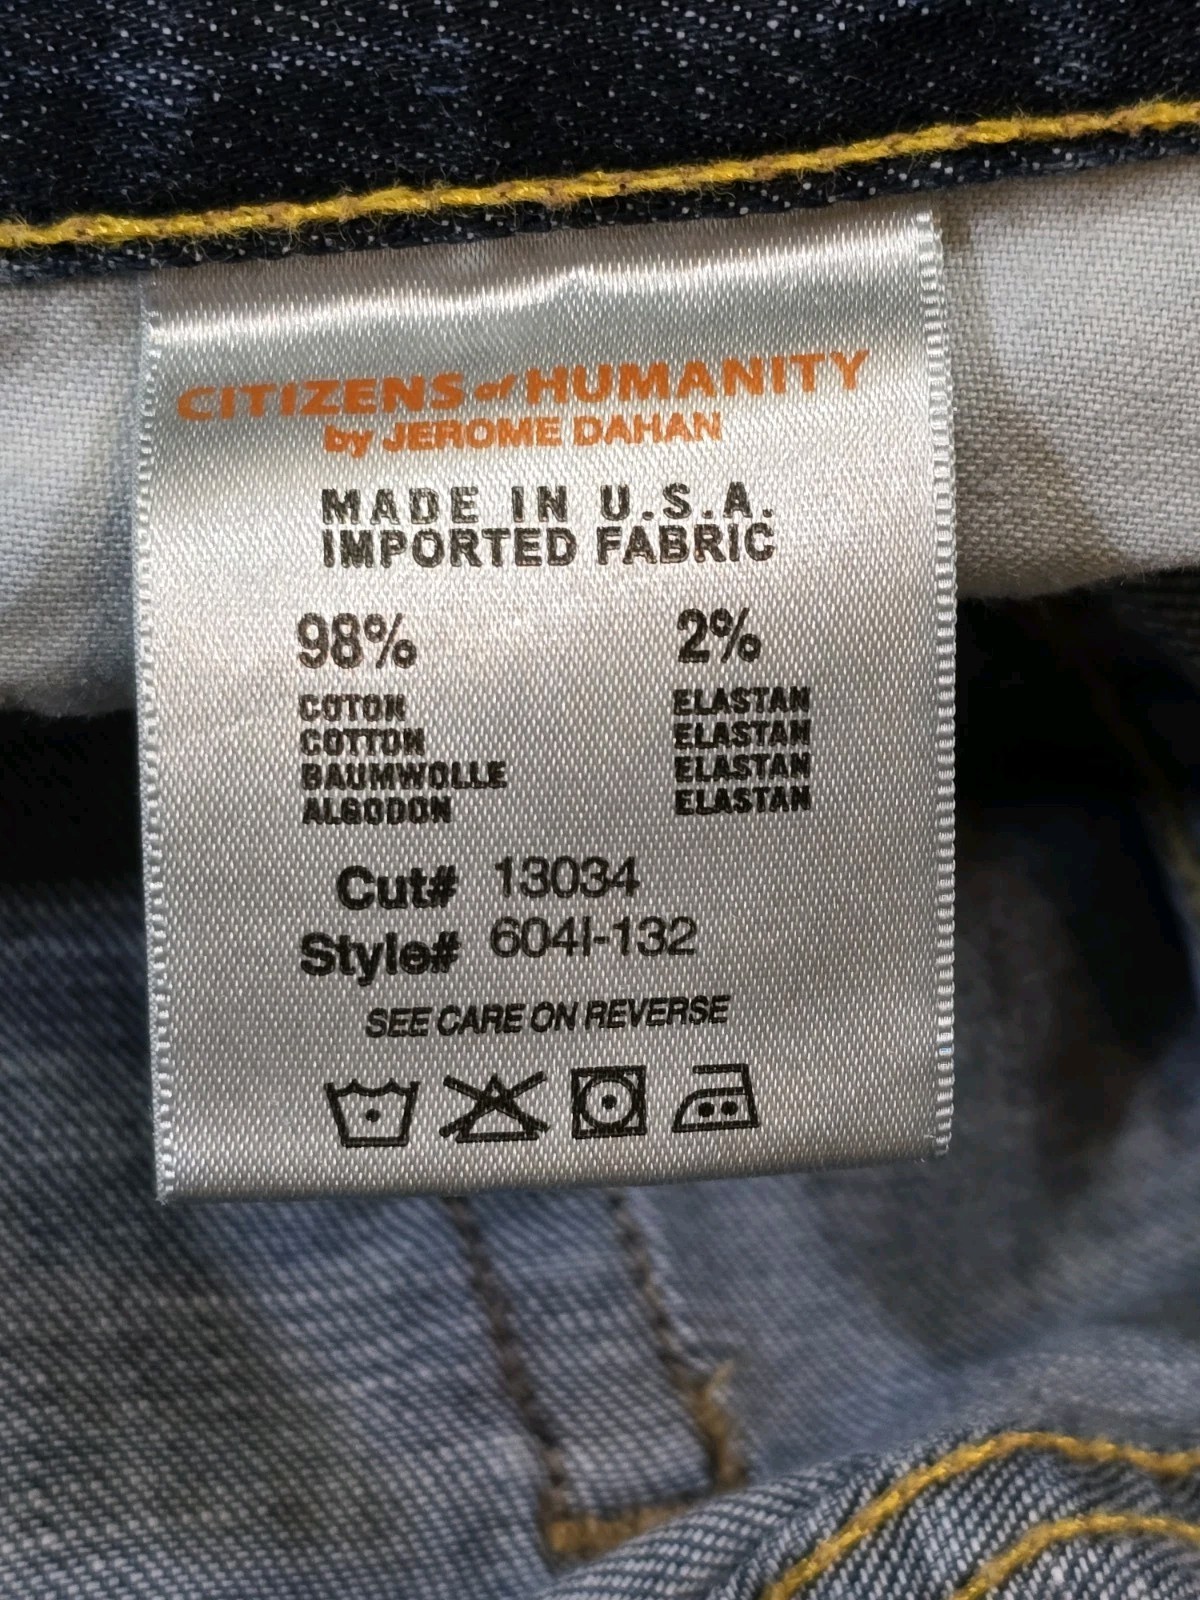 CITIZENS of HUMANITY
by JEROME DAHAN
MADE IN U.S.A.
IMPORTED FABRIC
98% 2%
COTON ELASTAN
COTTON ELASTAN
BAUMWOLLE ELASTAN
ALGODON ELASTAN
Cut# 13034
Style# 604I-132
SEE CARE ON REVERSE